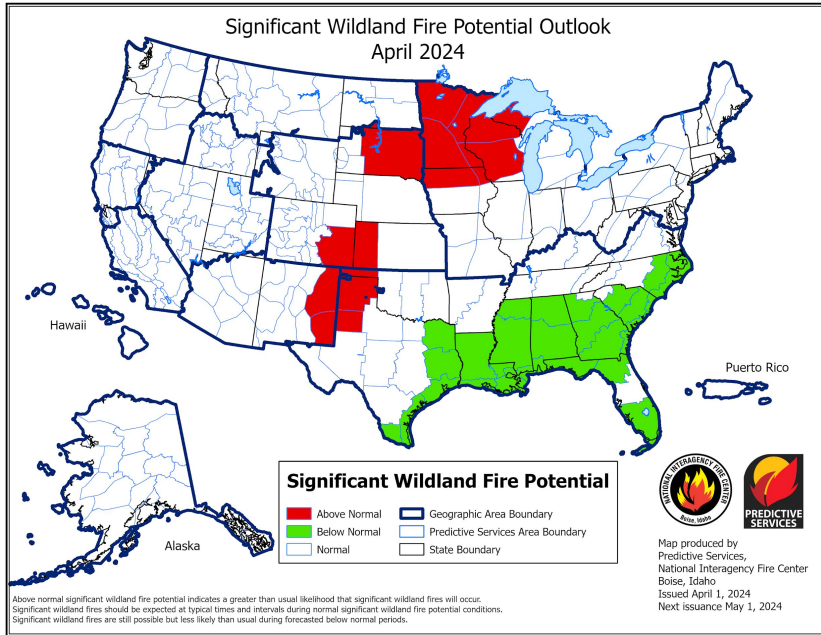 Significant Wildland Fire Potential Outlook
April 2024
Hawaii
Puerto Rico
Alaska
Significant Wildland Fire Potential
Above Normal
Below Normal
Normal
Geographic Area Boundary
Predictive Services Area Boundary
State Boundary
NATIONAL INTERAGENCY FIRE CENTER
Boise, Idaho
PREDICTIVE
SERVICES
Map produced by
Predictive Services,
National Interagency Fire Center
Boise, Idaho
Issued April 1, 2024
Next issuance May 1, 2024
Above normal significant wildland fire potential indicates a greater than usual likelihood that significant wildland fires will occur.
Significant wildland fires should be expected at typical times and intervals during normal significant wildland fire potential conditions.
Significant wildland fires are still possible but less likely than usual during forecasted below normal periods.